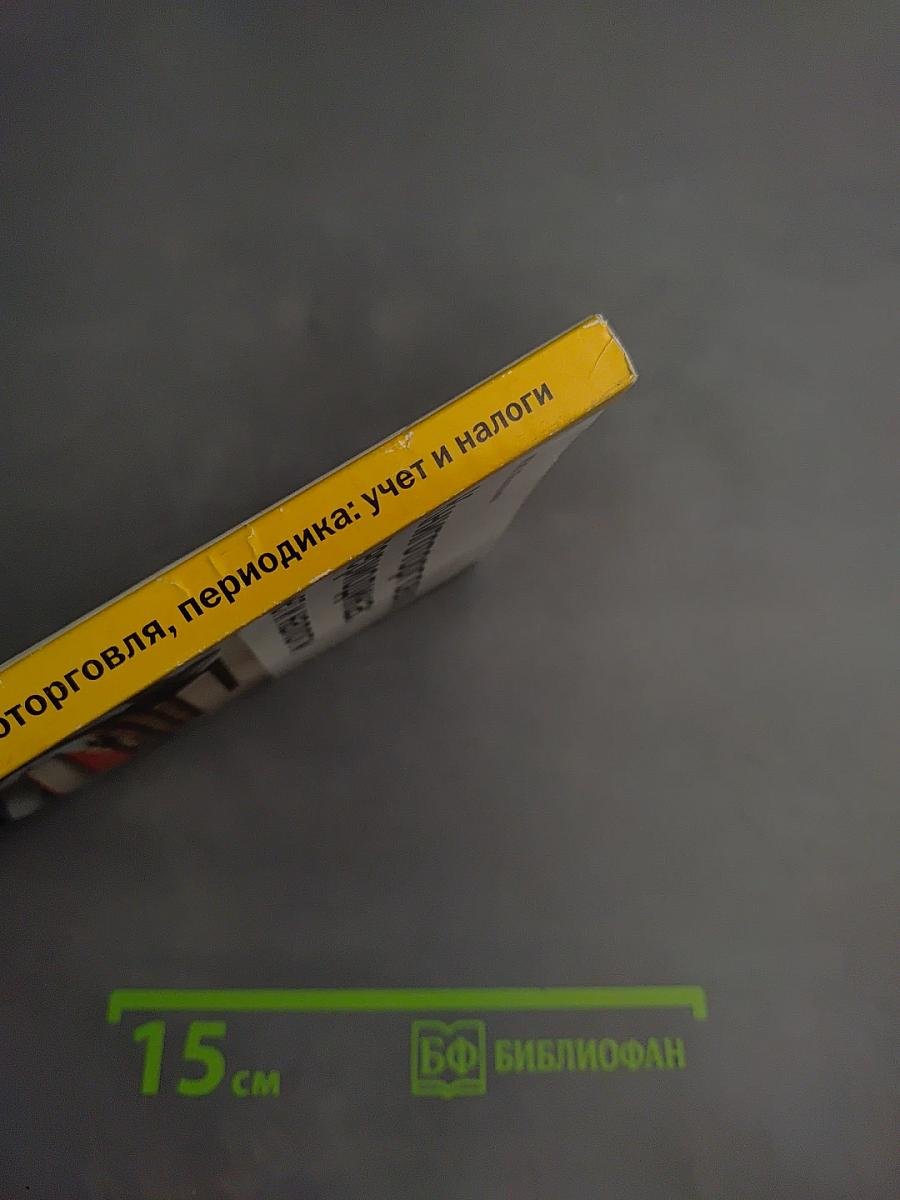 оторговля, периодика: учет и налоги
15 см
БФ БИБЛИОФАН